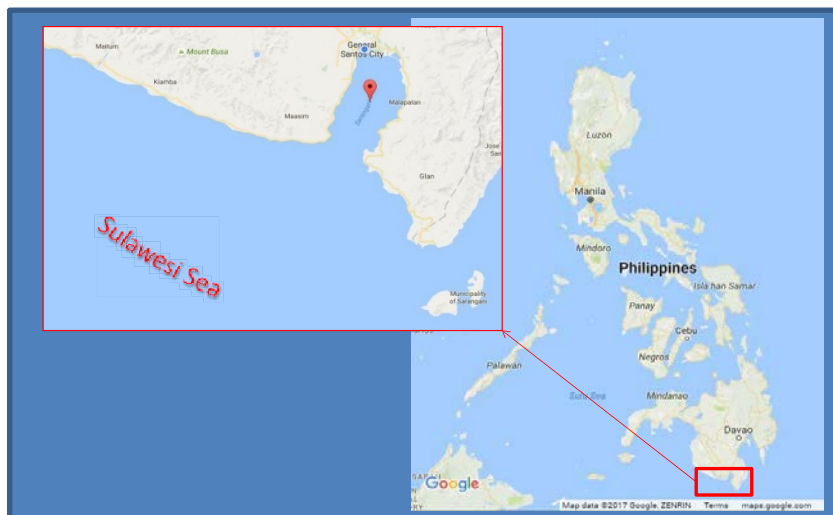 Maitum
Mount Busa
General
Santos City
Kiamba
Maasim
Malapatan
Glan
Sulawesi Sea
Municipality
of Sarangani
Luzon
Manila
Mindoro
Philippines
Isla han Samar
Panay
Cebu
Negros
Palawan
Sulu Sea
Mindanao
Davao
Google
Map data ©2017 Google, ZENRIN Terms maps.google.com